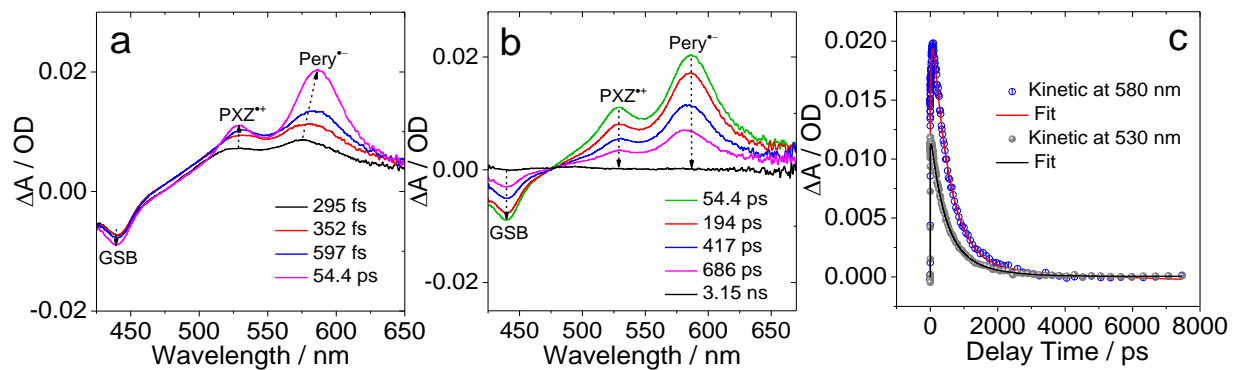 a
PXZ•+
Pery•−
GSB
295 fs
352 fs
597 fs
54.4 ps
0.02
0.00
-0.02
ΔA / OD
450 500 550 600 650
Wavelength / nm
b
PXZ•+
Pery•−
GSB
54.4 ps
194 ps
417 ps
686 ps
3.15 ns
0.02
0.00
-0.02
ΔA / OD
450 500 550 600 650
Wavelength / nm
c
Kinetic at 580 nm
Fit
Kinetic at 530 nm
Fit
0.020
0.015
0.010
0.005
0.000
ΔA / OD
0 2000 4000 6000 8000
Delay Time / ps